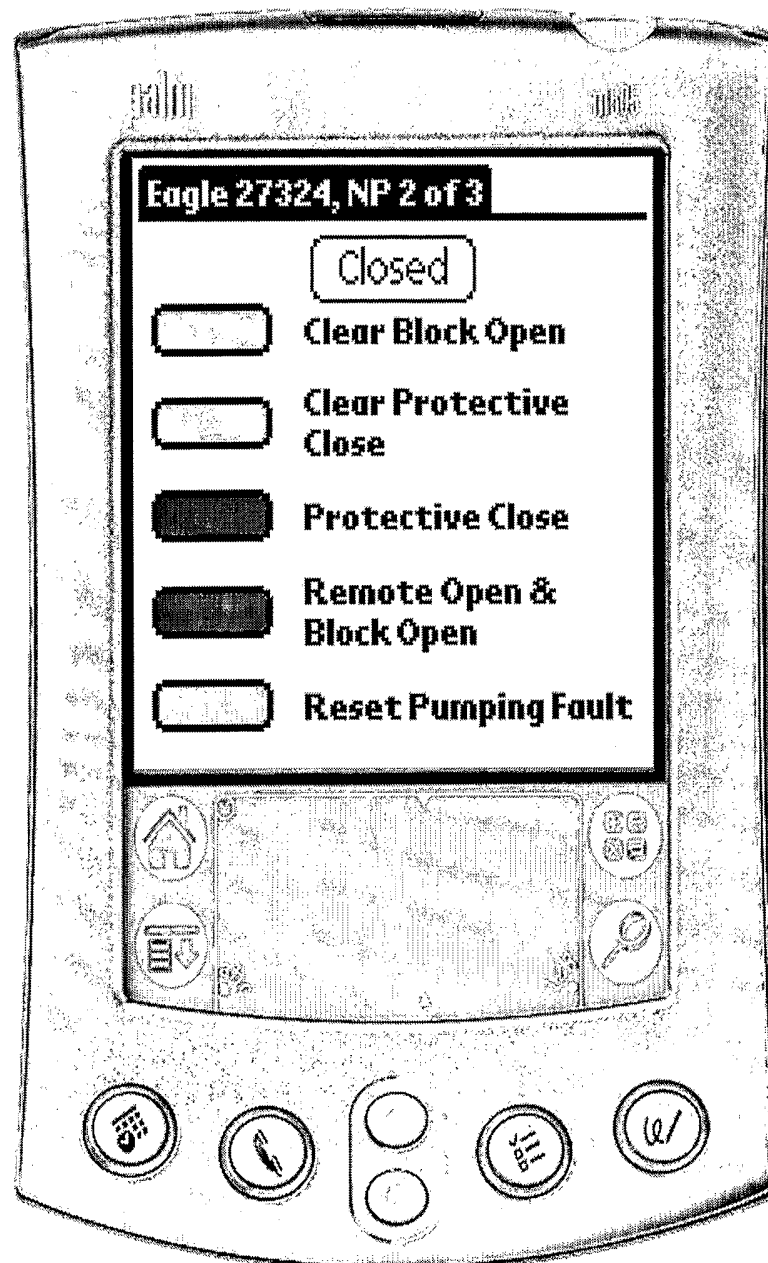 palm
Eagle 27324, NP 2 of 3
Closed
Clear Block Open
Clear Protective
Close
Protective Close
Remote Open &
Block Open
Reset Pumping Fault